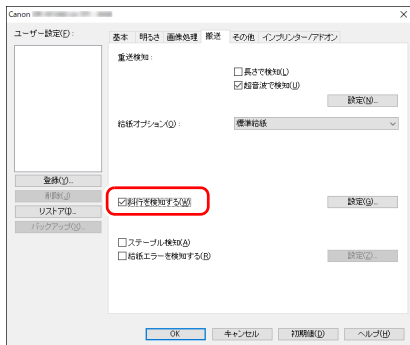 Canon
ユーザー設定(F):
基本 明るさ 画像処理 搬送 その他 インプリンター/アドオン
重送検知:
□長さで検知(L)
☑超音波で検知(U)
設定(N)...
給紙オプション(O):
標準給紙
登録(Y)...
削除(J)
リストア(T)...
バックアップ(X)...
☑斜行を検知する(W)
設定(G)...
□ステープル検知(A)
□給紙エラーを検知する(R)
設定(Z)...
OK
キャンセル
初期値(D)
ヘルプ(H)